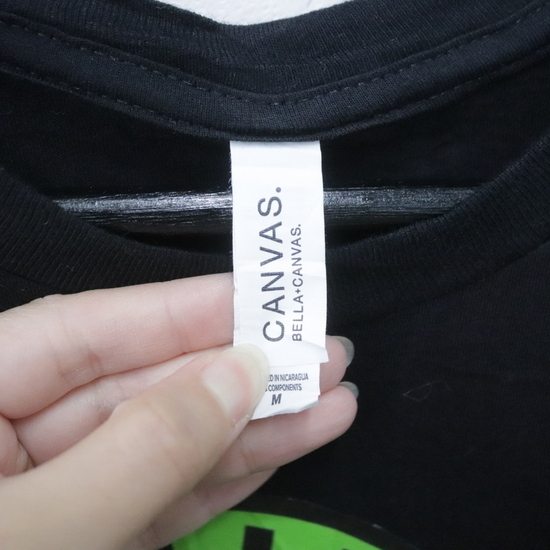 CANVAS.
BELLA+CANVAS.
IN NICARAGUA
COMPONENTS
M